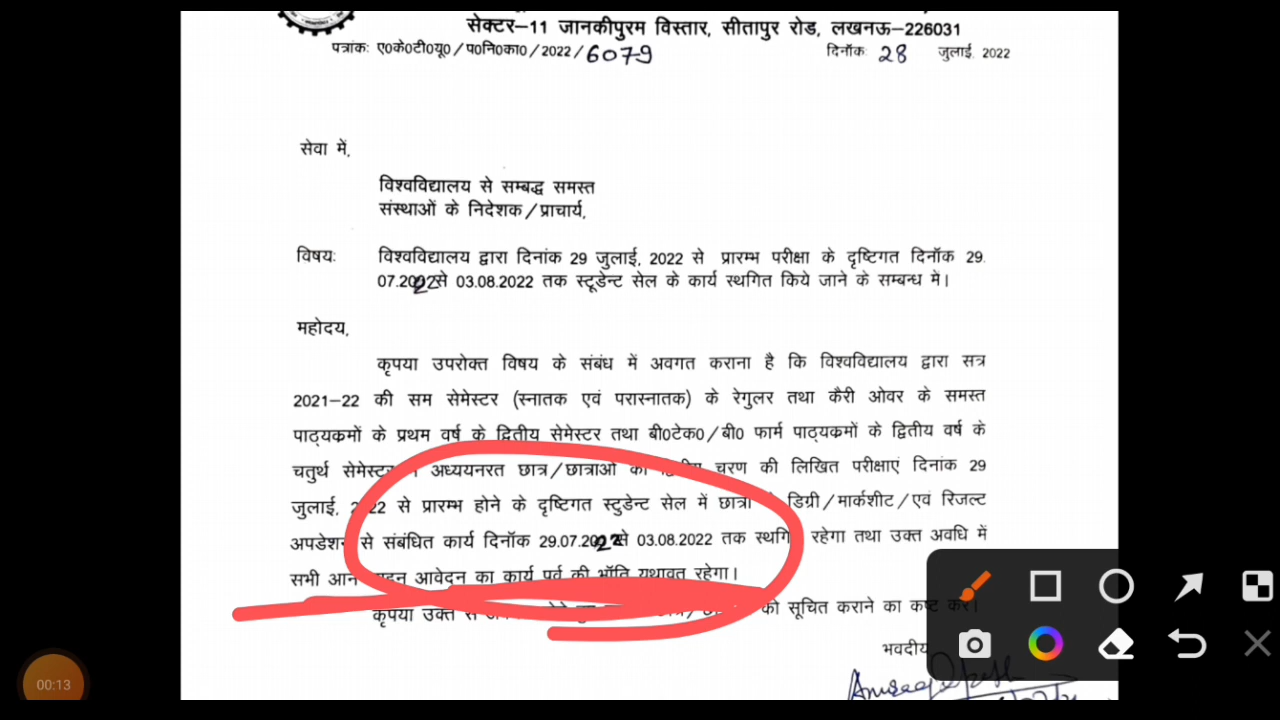 सेक्टर–11 जानकीपुरम विस्तार, सीतापुर रोड, लखनऊ–226031
पत्रांकः ए0के0टी0यू0/प0नि0का0/2022/6079 दिनॉकः 28 जुलाई, 2022
सेवा में,
विश्वविद्यालय से सम्बद्ध समस्त
संस्थाओं के निदेशक/प्राचार्य,
विषयः विश्वविद्यालय द्वारा दिनांक 29 जुलाई, 2022 से प्रारम्भ परीक्षा के दृष्टिगत दिनॉक 29.
07.2022 से 03.08.2022 तक स्टूडेन्ट सेल के कार्य स्थगित किये जाने के सम्बन्ध में।
महोदय,
कृपया उपरोक्त विषय के संबंध में अवगत कराना है कि विश्वविद्यालय द्वारा सत्र
2021–22 की सम सेमेस्टर (स्नातक एवं परास्नातक) के रेगुलर तथा कैरी ओवर के समस्त
पाठ्यक्रमों के प्रथम वर्ष के द्वितीय सेमेस्टर तथा बी0टेक0/बी0 फार्म पाठ्यक्रमों के द्वितीय वर्ष के
चतुर्थ सेमेस्टर अध्ययनरत छात्र/छात्राओं की द्वितीय चरण की लिखित परीक्षाएं दिनांक 29
जुलाई, 2022 से प्रारम्भ होने के दृष्टिगत स्टुडेन्ट सेल में छात्रों डिग्री/मार्कशीट/एवं रिजल्ट
अपडेशन से संबंधित कार्य दिनॉक 29.07.2022 से 03.08.2022 तक स्थगित रहेगा तथा उक्त अवधि में
सभी आवेदन का कार्य पूर्व की भॉति यथावत रहेगा।
कृपया उक्त से को सूचित कराने का कष्ट करें।
भवदीय
00:13